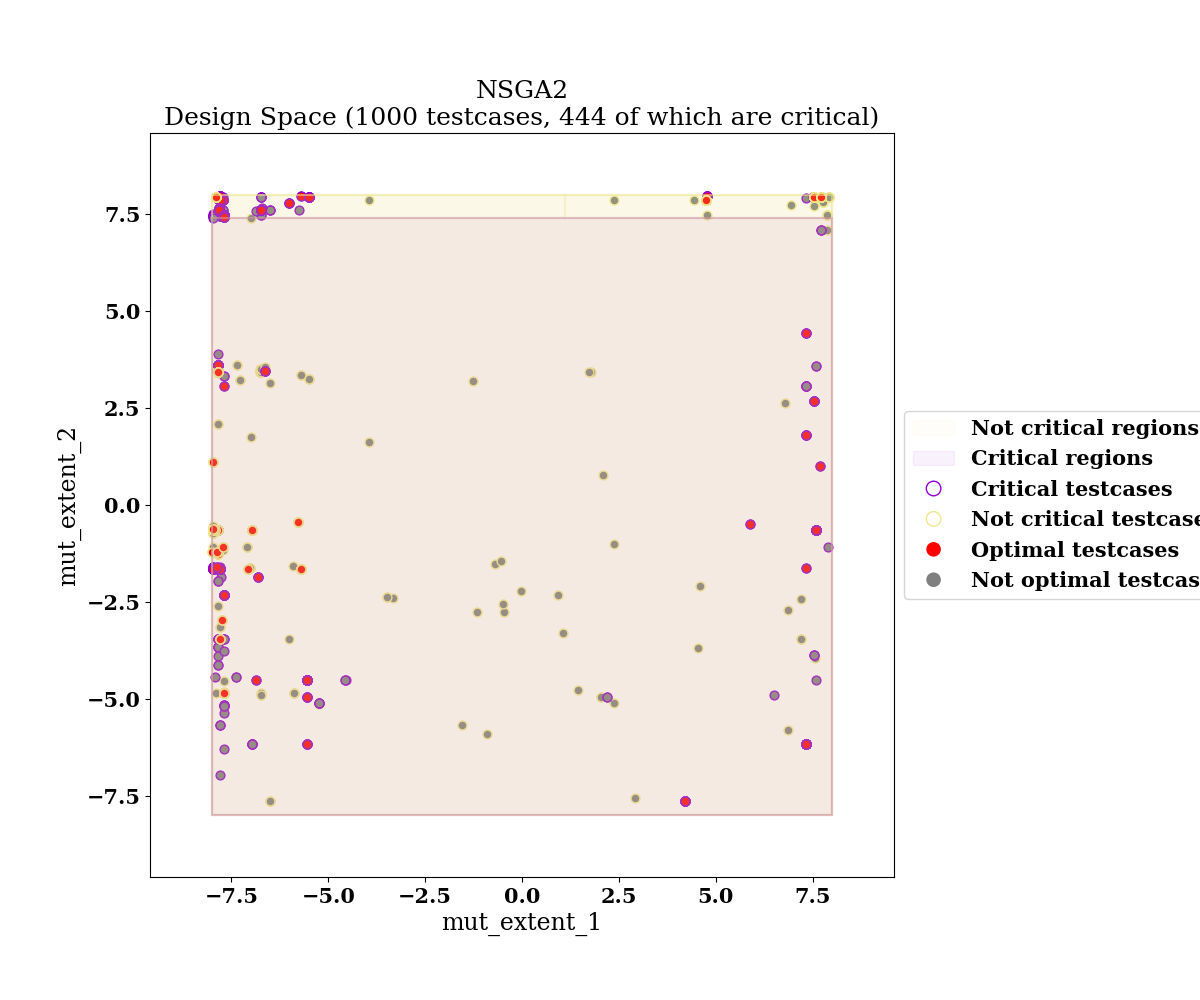 NSGA2
Design Space (1000 testcases, 444 of which are critical)
7.5
5.0
2.5
0.0
−2.5
−5.0
−7.5
mut_extent_2
−7.5 −5.0 −2.5 0.0 2.5 5.0 7.5
mut_extent_1
Not critical regions
Critical regions
Critical testcases
Not critical testcase
Optimal testcases
Not optimal testcas